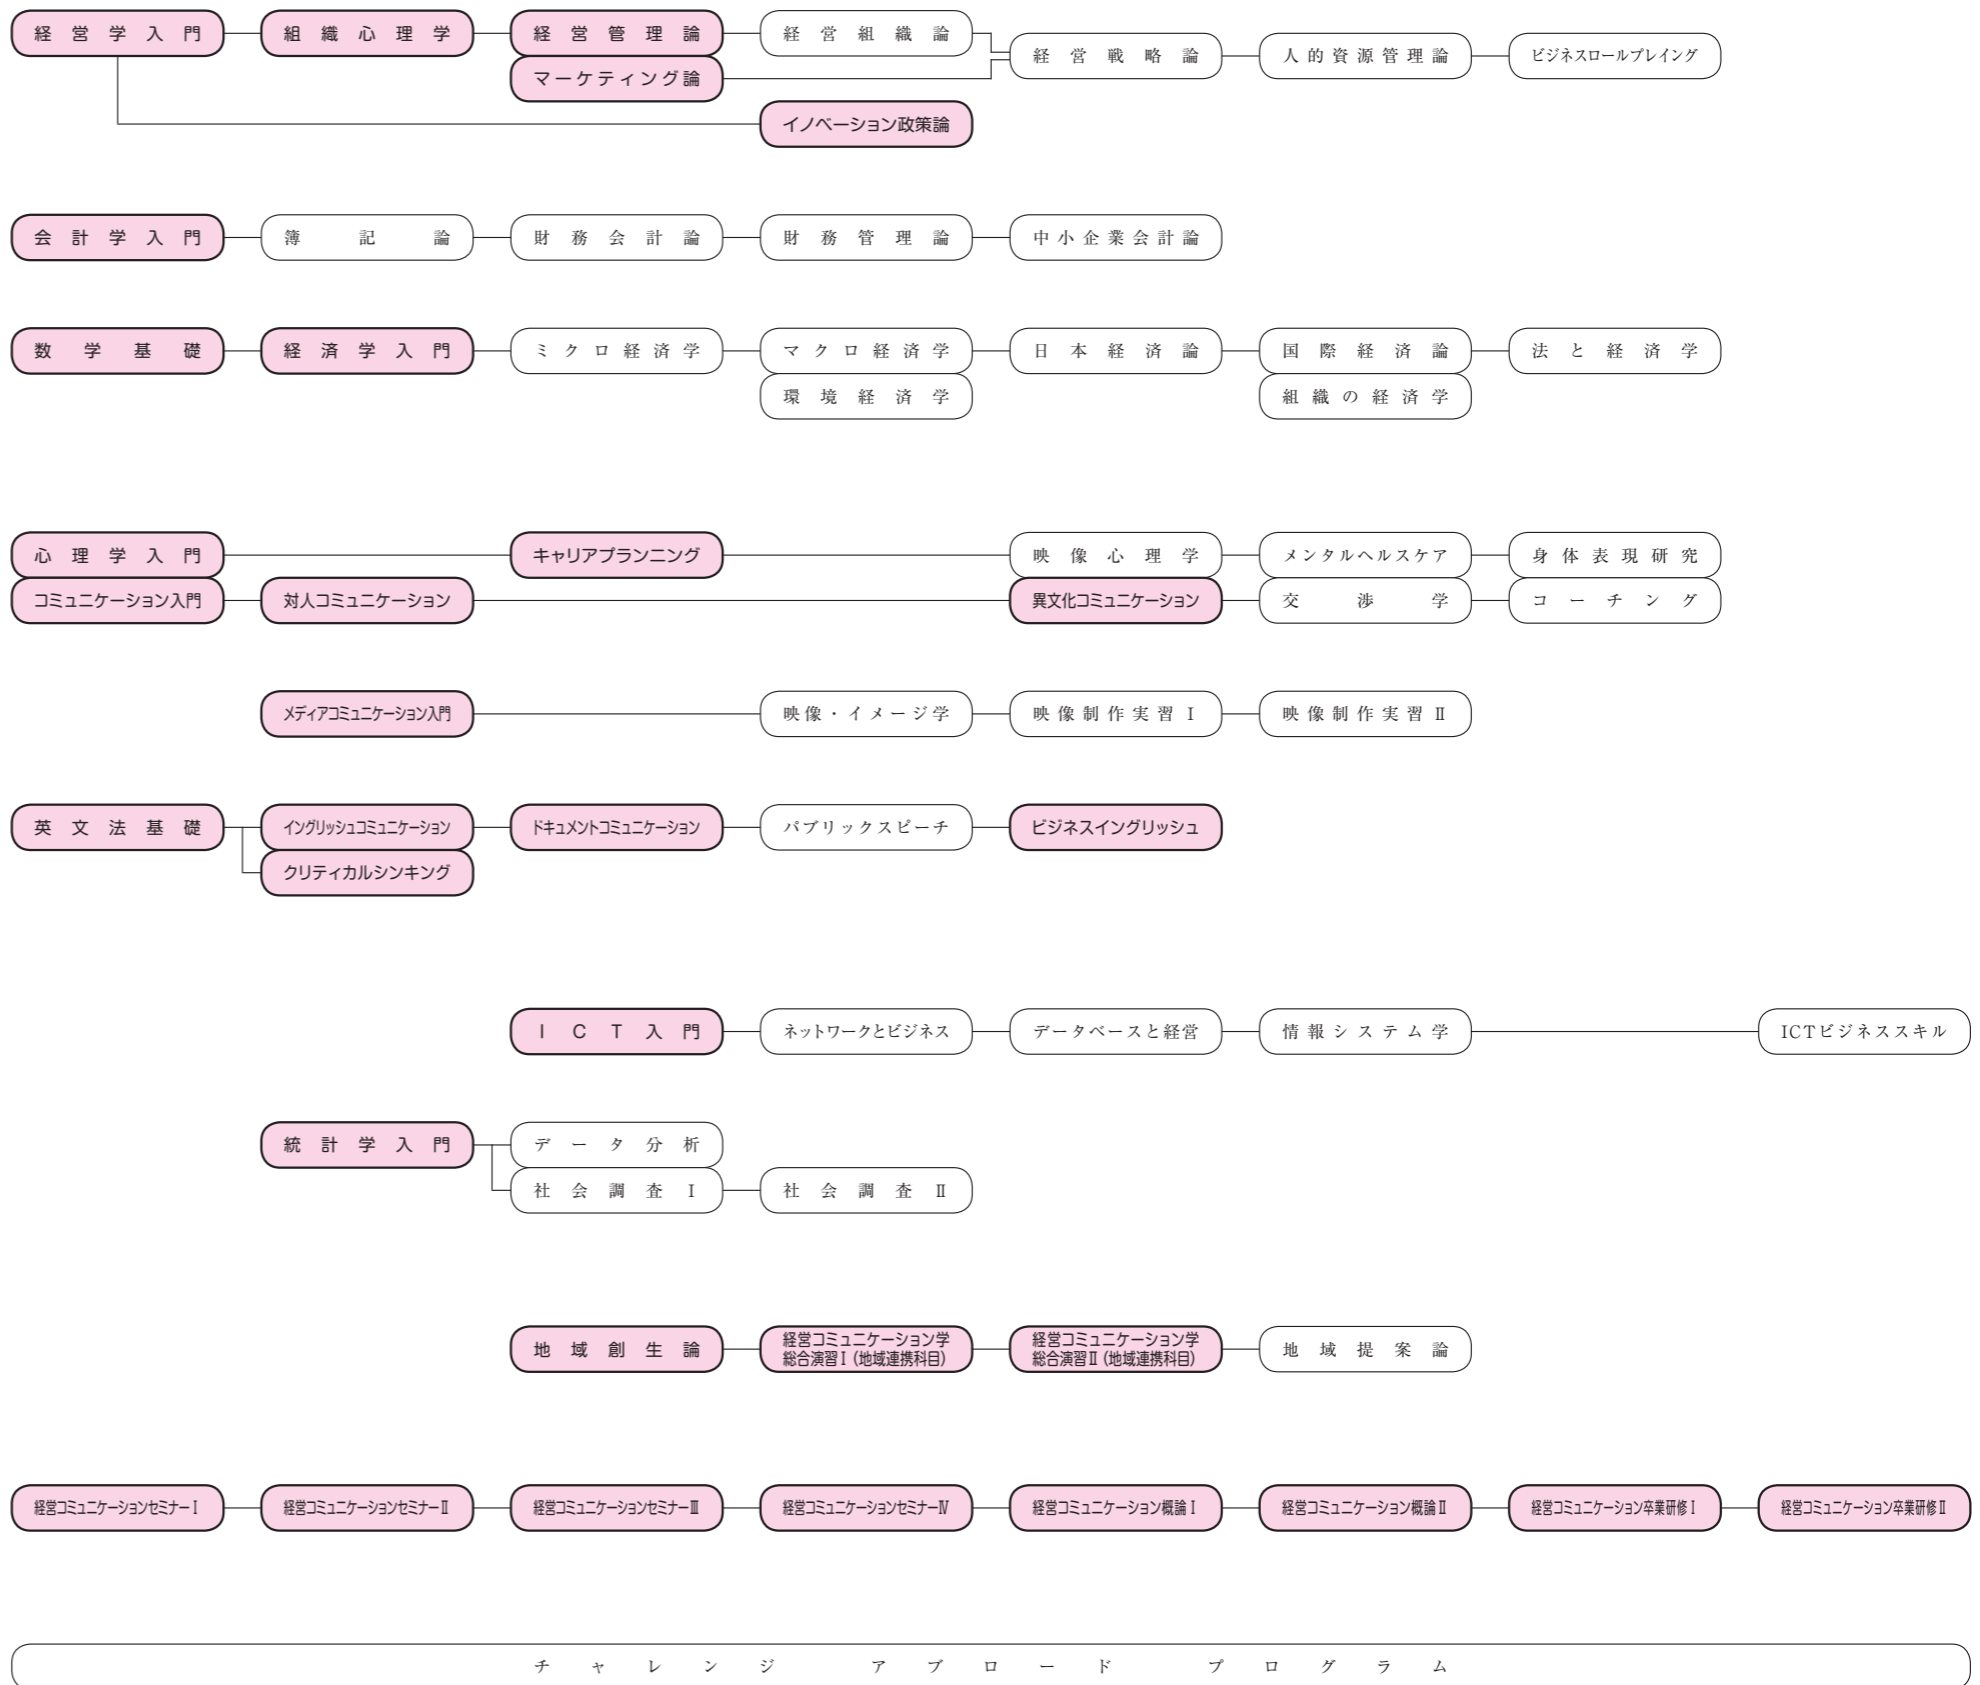 経営学入門
組織心理学
経営管理論
経営組織論
経営戦略論
人的資源管理論
ビジネスロールプレイング
マーケティング論
イノベーション政策論
会計学入門
簿記論
財務会計論
財務管理論
中小企業会計論
数学基礎
経済学入門
ミクロ経済学
マクロ経済学
日本経済論
国際経済論
法と経済学
環境経済学
組織の経済学
心理学入門
キャリアプランニング
映像心理学
メンタルヘルスケア
身体表現研究
コミュニケーション入門
対人コミュニケーション
異文化コミュニケーション
交渉学
コーチング
メディアコミュニケーション入門
映像・イメージ学
映像制作実習Ⅰ
映像制作実習Ⅱ
英文法基礎
イングリッシュコミュニケーション
ドキュメントコミュニケーション
パブリックスピーチ
ビジネスイングリッシュ
クリティカルシンキング
ICT入門
ネットワークとビジネス
データベースと経営
情報システム学
ICTビジネススキル
統計学入門
データ分析
社会調査Ⅰ
社会調査Ⅱ
地域創生論
経営コミュニケーション学
総合演習Ⅰ(地域連携科目)
経営コミュニケーション学
総合演習Ⅱ(地域連携科目)
地域提案論
経営コミュニケーションセミナーⅠ
経営コミュニケーションセミナーⅡ
経営コミュニケーションセミナーⅢ
経営コミュニケーションセミナーⅣ
経営コミュニケーション概論Ⅰ
経営コミュニケーション概論Ⅱ
経営コミュニケーション卒業研修Ⅰ
経営コミュニケーション卒業研修Ⅱ
チャレンジ アブロード プログラム